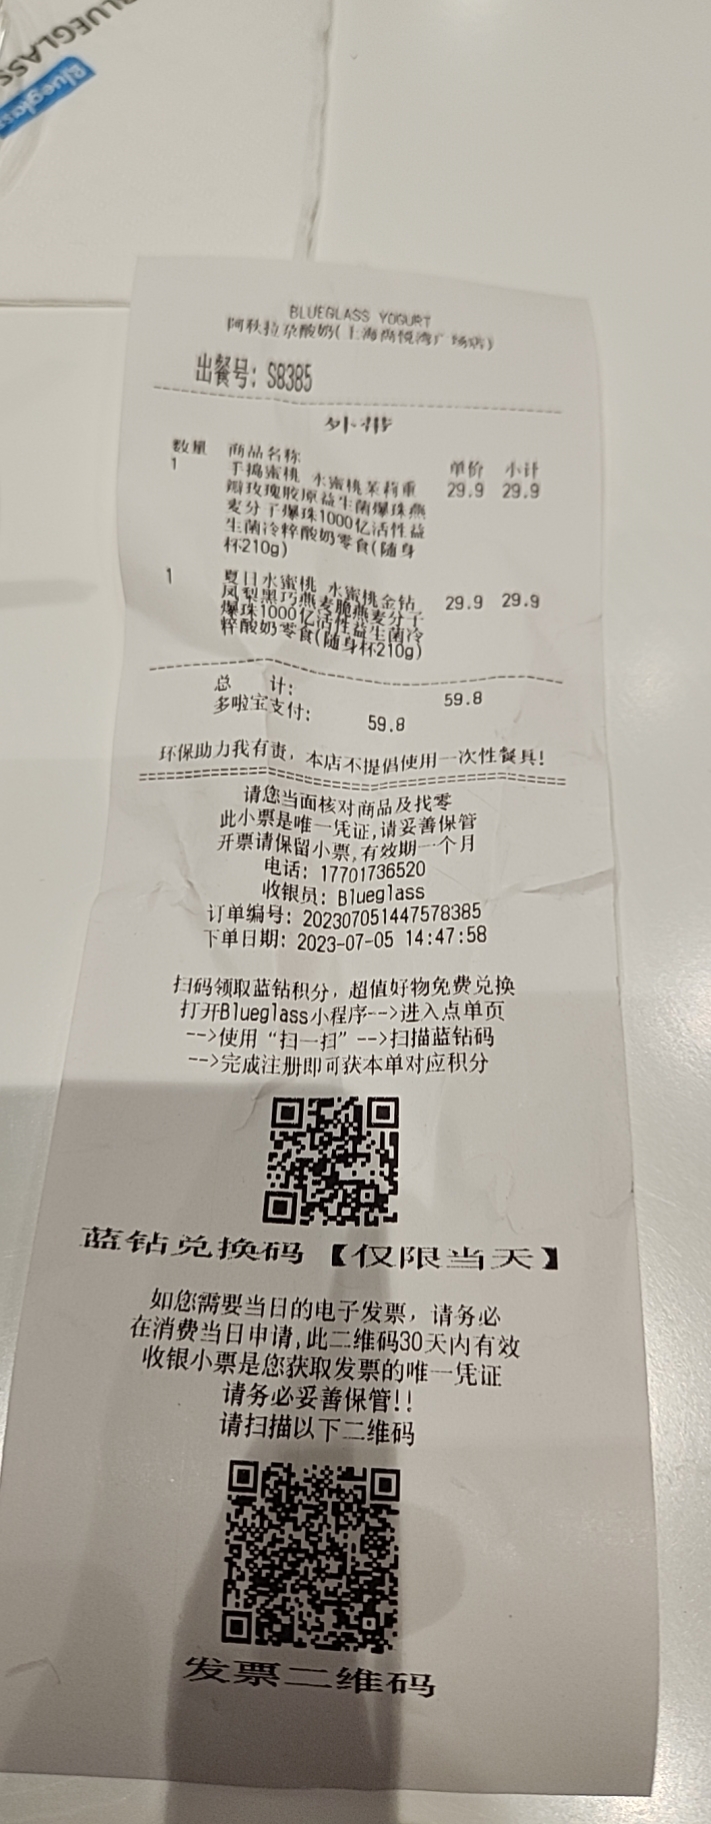 BLUEGLASS
Blueglass
BLUEGLASS YOGURT
阿秋拉尕酸奶(上海尚悦湾广场店)
出餐号: S8385
外带
数量 商品名称 单价 小计
1 手捣蜜桃 水蜜桃茉莉重 29.9 29.9
瓣玫瑰胶原益生菌爆珠燕
麦分子爆珠1000亿活性益
生菌冷粹酸奶零食(随身
杯210g)
1 夏日水蜜桃 水蜜桃金钻 29.9 29.9
凤梨黑巧燕麦脆燕麦分子
爆珠1000亿活性益生菌冷
粹酸奶零食(随身杯210g)
总 计: 59.8
多啦宝支付: 59.8
环保助力我有责, 本店不提倡使用一次性餐具!
请您当面核对商品及找零
此小票是唯一凭证,请妥善保管
开票请保留小票,有效期一个月
电话: 17701736520
收银员: Blueglass
订单编号: 202307051447578385
下单日期: 2023-07-05 14:47:58
扫码领取蓝钻积分, 超值好物免费兑换
打开Blueglass小程序-->进入点单页
-->使用“扫一扫”-->扫描蓝钻码
-->完成注册即可获本单对应积分
蓝钻兑换码【仅限当天】
如您需要当日的电子发票, 请务必
在消费当日申请,此二维码30天内有效
收银小票是您获取发票的唯一凭证
请务必妥善保管!!
请扫描以下二维码
发票二维码